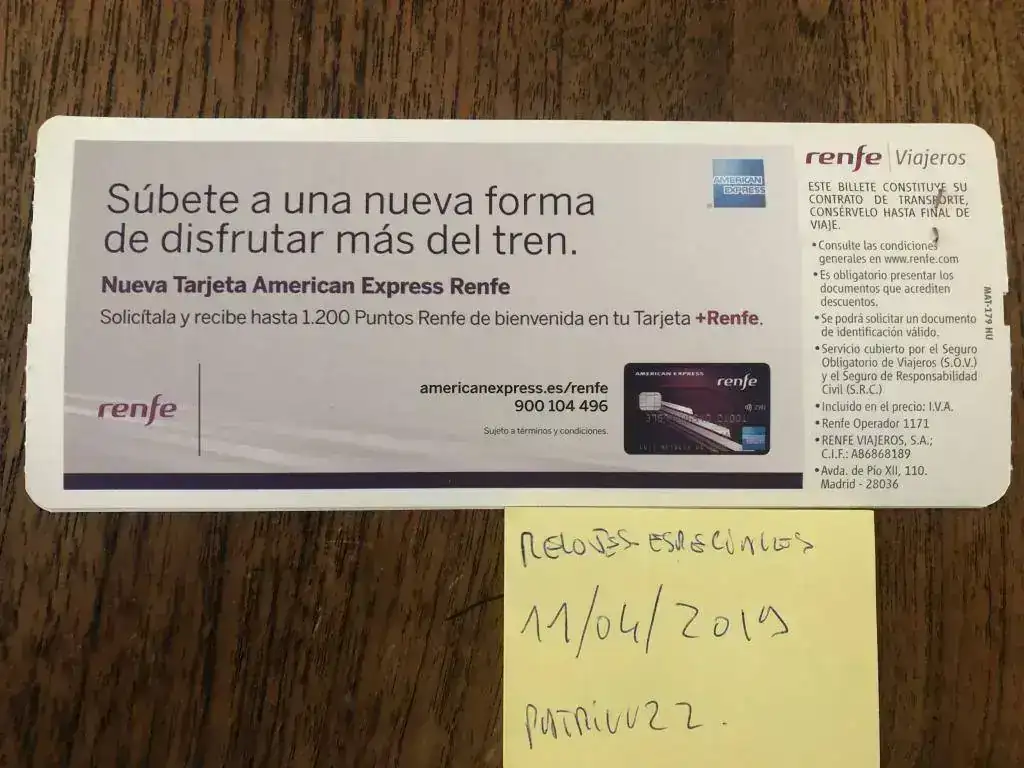 Súbete a una nueva forma
de disfrutar más del tren.
Nueva Tarjeta American Express Renfe
Solicítala y recibe hasta 1.200 Puntos Renfe de bienvenida en tu Tarjeta +Renfe.
AMERICAN
EXPRESS
renfe
americanexpress.es/renfe
900 104 496
Sujeto a términos y condiciones.
AMERICAN EXPRESS
renfe
renfe Viajeros
ESTE BILLETE CONSTITUYE SU
CONTRATO DE TRANSPORTE,
CONSÉRVELO HASTA FINAL DE
VIAJE.
•Consulte las condiciones
generales en www.renfe.com
•Es obligatorio presentar los
documentos que acrediten
descuentos.
•Se podrá solicitar un documento
de identificación válido.
•Servicio cubierto por el Seguro
Obligatorio de Viajeros (S.O.V.)
y el Seguro de Responsabilidad
Civil (S.R.C.)
•Incluido en el precio: I.V.A.
•Renfe Operador 1171
•RENFE VIAJEROS, S.A.;
C.I.F.: A86868189
•Avda. de Pío XII, 110.
Madrid - 28036
MAT-179 HU
RELOJES ESPECIALES
11/04/2019